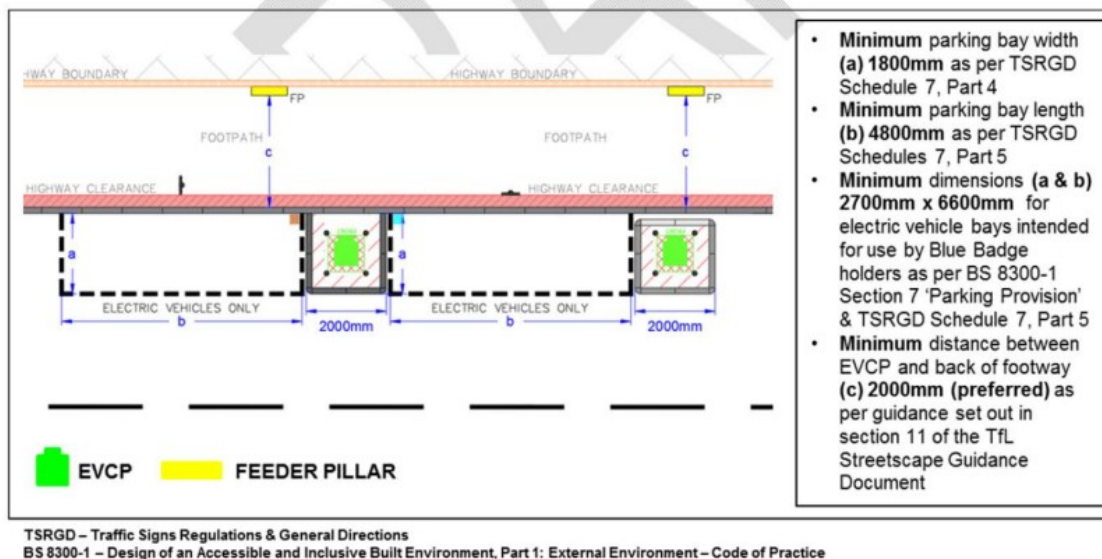 HWAY BOUNDARY
HIGHWAY BOUNDARY
FP
FP
FOOTPATH
FOOTPATH
c
c
HIGHWAY CLEARANCE
HIGHWAY CLEARANCE
a
a
ELECTRIC VEHICLES ONLY
ELECTRIC VEHICLES ONLY
b
2000mm
b
2000mm
EVCP
FEEDER PILLAR
• Minimum parking bay width
(a) 1800mm as per TSRGD
Schedule 7, Part 4
• Minimum parking bay length
(b) 4800mm as per TSRGD
Schedules 7, Part 5
• Minimum dimensions (a & b)
2700mm x 6600mm for
electric vehicle bays intended
for use by Blue Badge
holders as per BS 8300-1
Section 7 ‘Parking Provision’
& TSRGD Schedule 7, Part 5
• Minimum distance between
EVCP and back of footway
(c) 2000mm (preferred) as
per guidance set out in
section 11 of the TfL
Streetscape Guidance
Document
TSRGD – Traffic Signs Regulations & General Directions
BS 8300-1 – Design of an Accessible and Inclusive Built Environment, Part 1: External Environment – Code of Practice